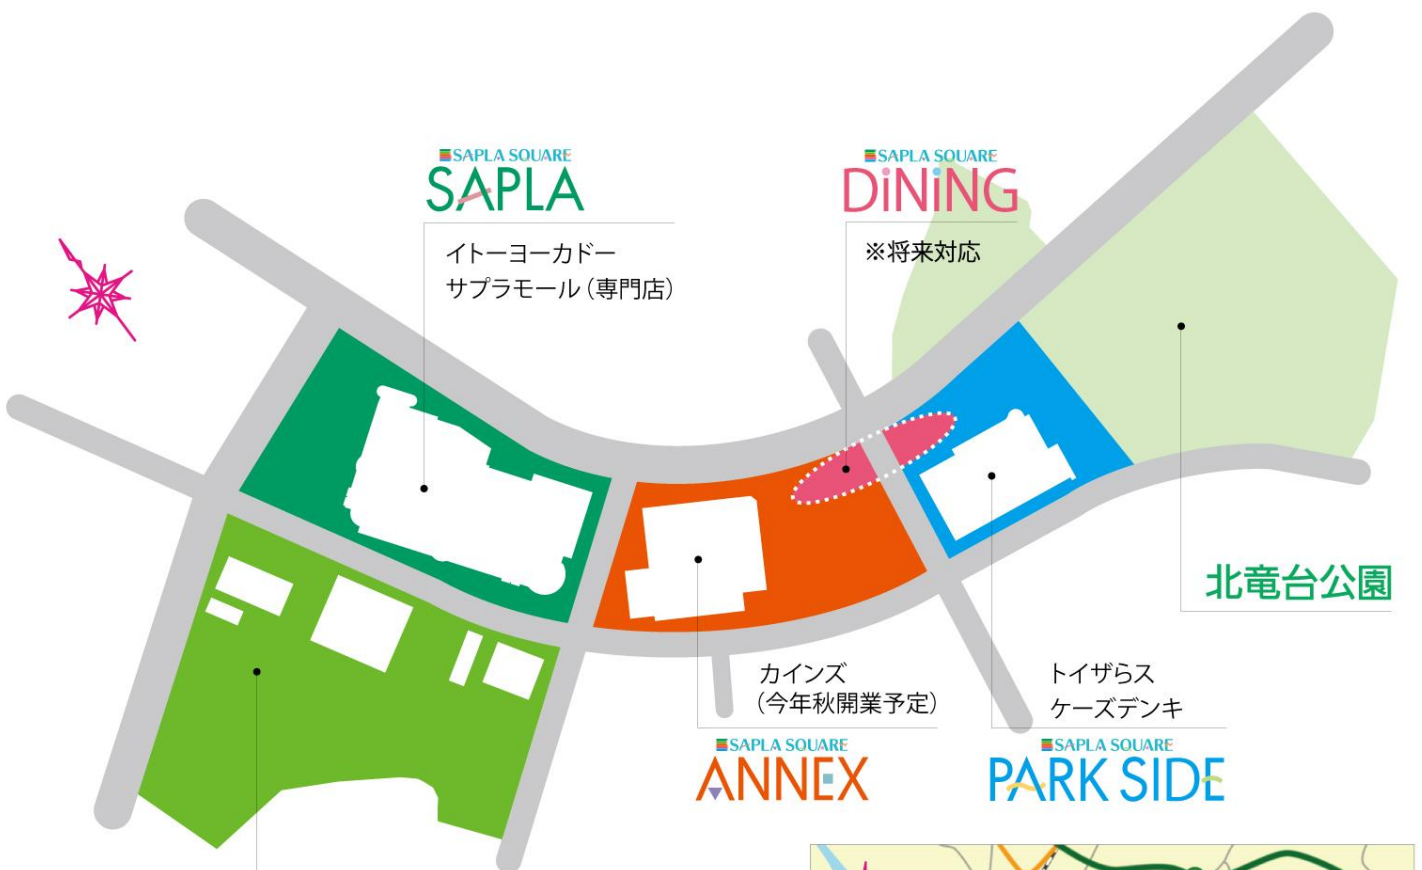 SAPLA SQUARE
SAPLA
イトーヨーカドー
サプラモール（専門店）
SAPLA SQUARE
DiNiNG
※将来対応
北竜台公園
カインズ
（今年秋開業予定）
SAPLA SQUARE
ANNEX
トイザらス
ケーズデンキ
SAPLA SQUARE
PARK SIDE